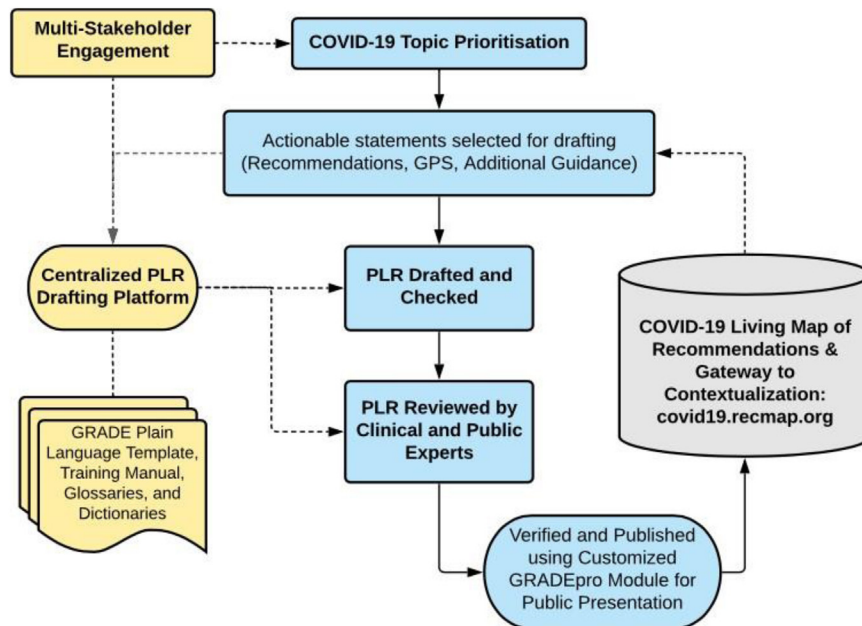 Multi-Stakeholder
Engagement
COVID-19 Topic Prioritisation
Actionable statements selected for drafting
(Recommendations, GPS, Additional Guidance)
Centralized PLR
Drafting Platform
PLR Drafted and
Checked
COVID-19 Living Map of
Recommendations &
Gateway to
Contextualization:
covid19.recmap.org
GRADE Plain
Language Template,
Training Manual,
Glossaries, and
Dictionaries
PLR Reviewed by
Clinical and Public
Experts
Verified and Published
using Customized
GRADEpro Module for
Public Presentation